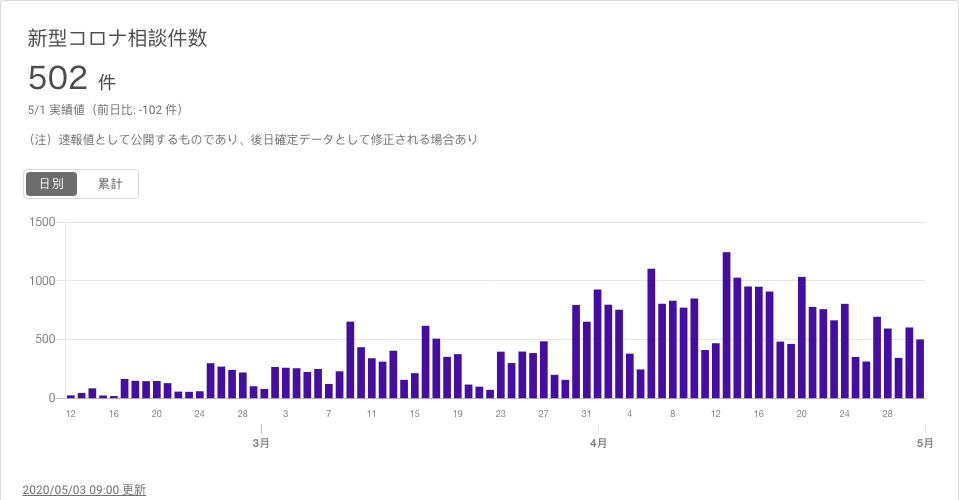 新型コロナ相談件数
502 件
5/1 実績値（前日比: -102 件）
（注）速報値として公開するものであり、後日確定データとして修正される場合あり
日別 累計
1500
1000
500
0
12 16 20 24 28 3 7 11 15 19 23 27 31 4 8 12 16 20 24 28
3月 4月 5月
2020/05/03 09:00 更新